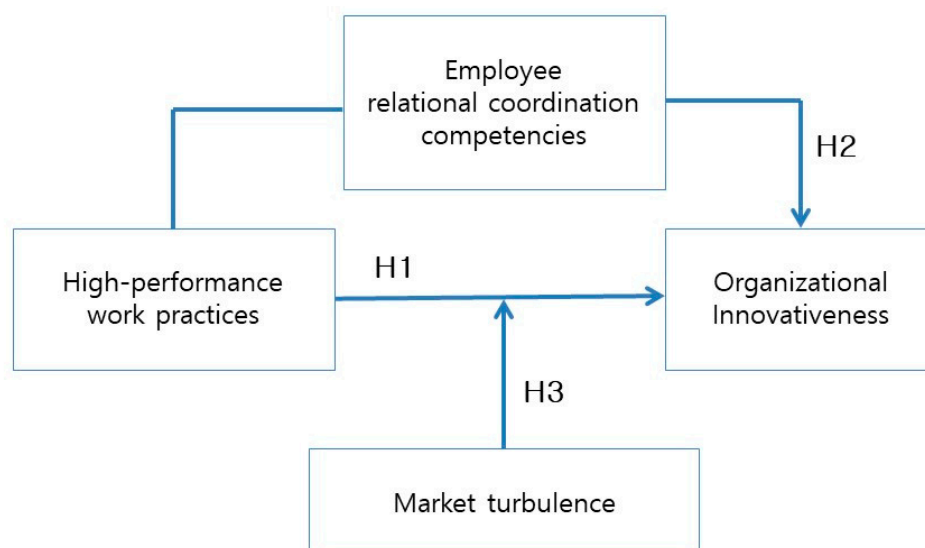 Employee
relational coordination
competencies
H2
High-performance
work practices
H1
Organizational
Innovativeness
H3
Market turbulence